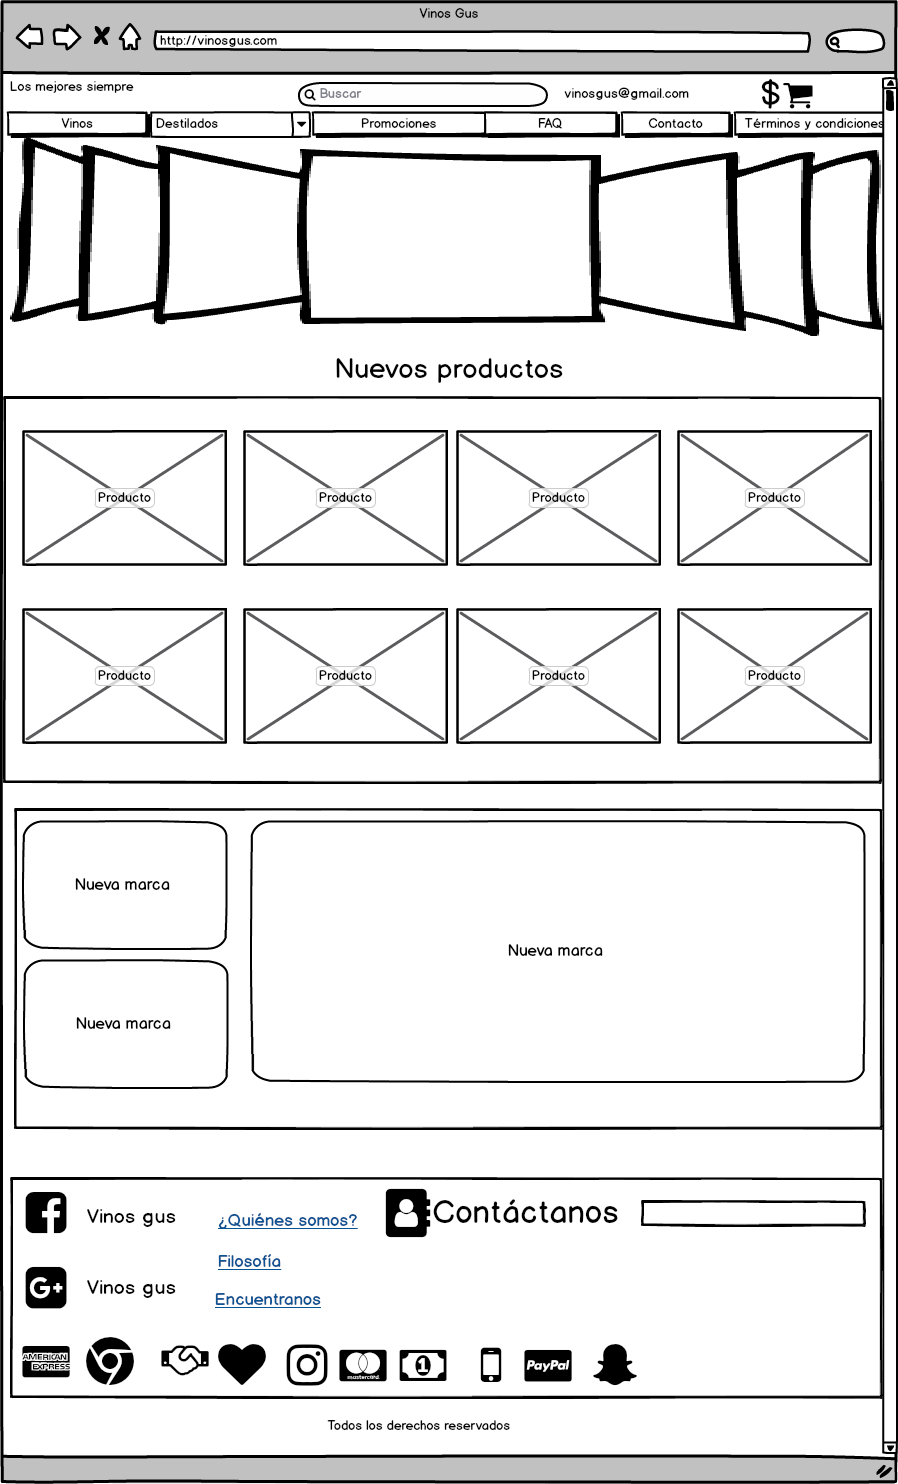 Vinos Gus
http://vinosgus.com
Los mejores siempre
Buscar
vinosgus@gmail.com
$
Vinos
Destilados
Promociones
FAQ
Contacto
Términos y condiciones
Nuevos productos
Producto
Producto
Producto
Producto
Producto
Producto
Producto
Producto
Nueva marca
Nueva marca
Nueva marca
Vinos gus
¿Quiénes somos?
Contáctanos
Filosofía
G+
Vinos gus
Encuentranos
AMERICAN EXPRESS
mastercard
1
PayPal
Todos los derechos reservados